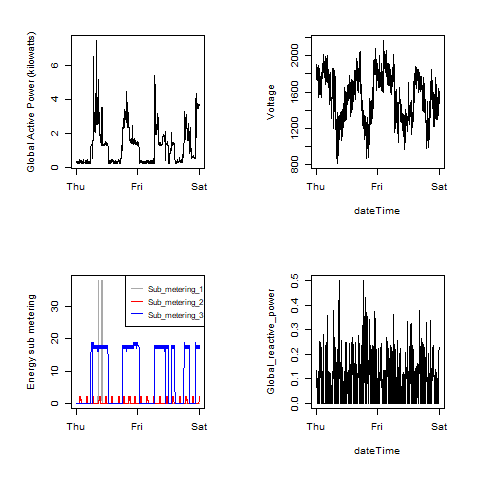 Global Active Power (kilowatts)
0 2 4 6
Thu Fri Sat
Voltage
800 1200 1600 2000
Thu Fri Sat
dateTime
Energy sub metering
0 10 20 30
Sub_metering_1
Sub_metering_2
Sub_metering_3
Thu Fri Sat
Global_reactive_power
0.0 0.1 0.2 0.3 0.4 0.5
Thu Fri Sat
dateTime